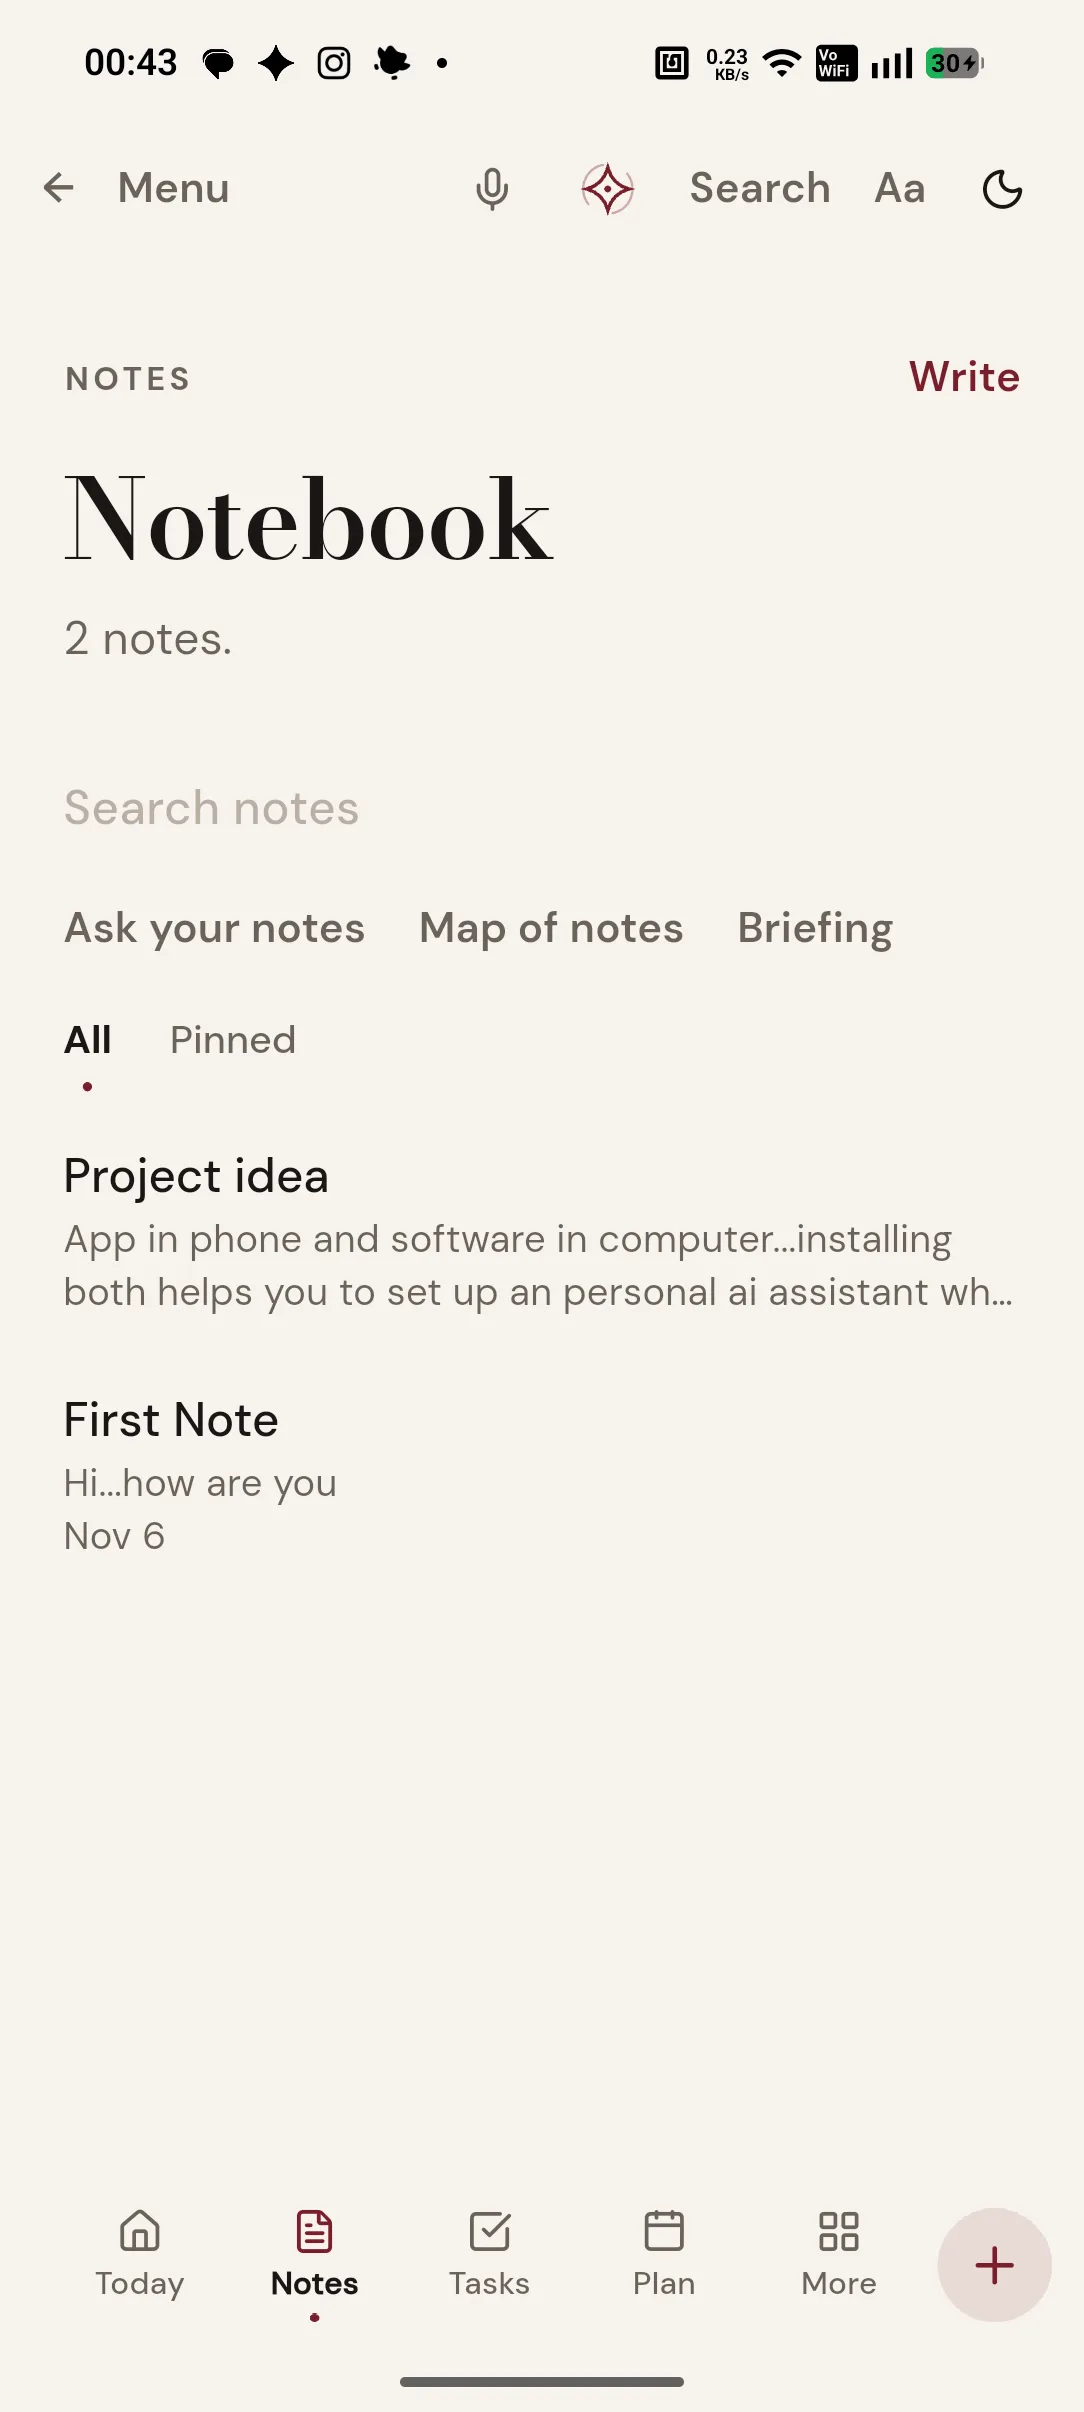 00:43
0.23 KB/s
Vo WiFi
30
Menu
Search
Aa
NOTES
Write
Notebook
2 notes.
Search notes
Ask your notes
Map of notes
Briefing
All
Pinned
Project idea
App in phone and software in computer...installing
both helps you to set up an personal ai assistant wh...
First Note
Hi...how are you
Nov 6
Today
Notes
Tasks
Plan
More